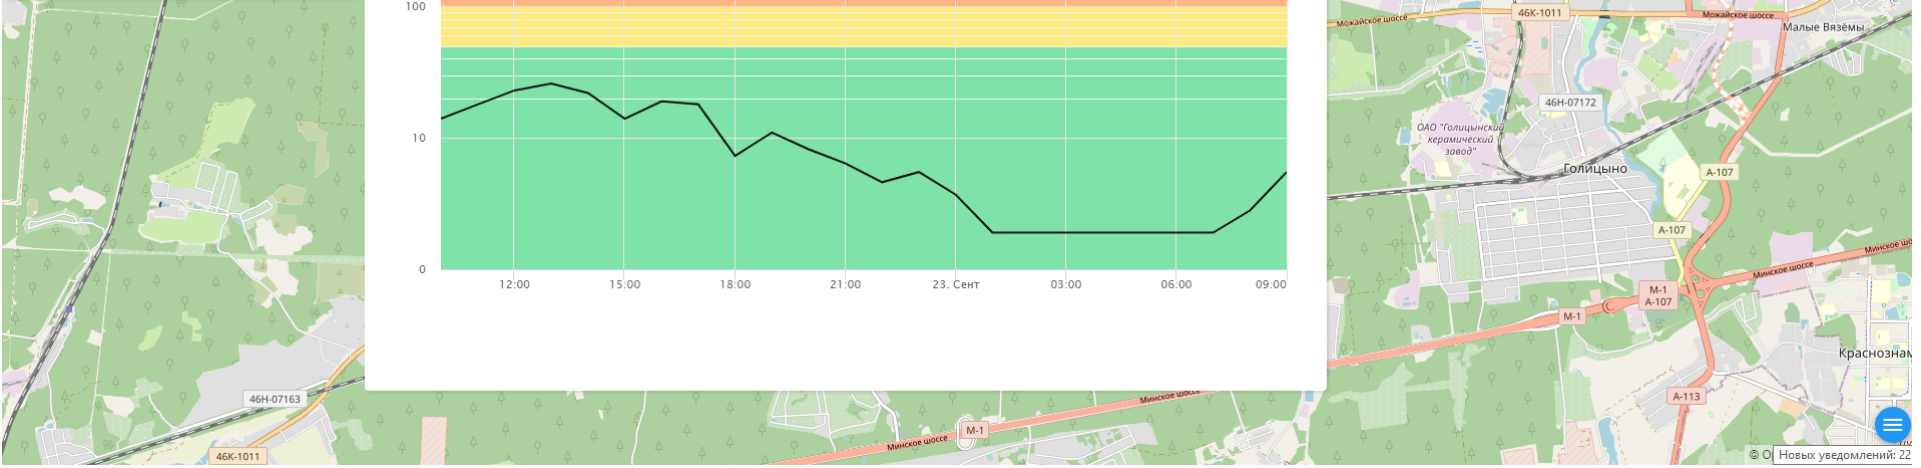 100
10
0
12:00
15:00
18:00
21:00
23. Сент
03:00
06:00
09:00
46К-1011
Можайское шоссе
Можайское шоссе
Малые Вязёмы
46Н-07172
ОАО "Голицынский
керамический
завод"
Голицыно
А-107
А-107
Минское шо
Минское шоссе
М-1
А-107
М-1
Краснознам
А-113
46Н-07163
Минское шоссе
М-1
Минское шоссе
46К-1011
© O
Новых уведомлений: 22